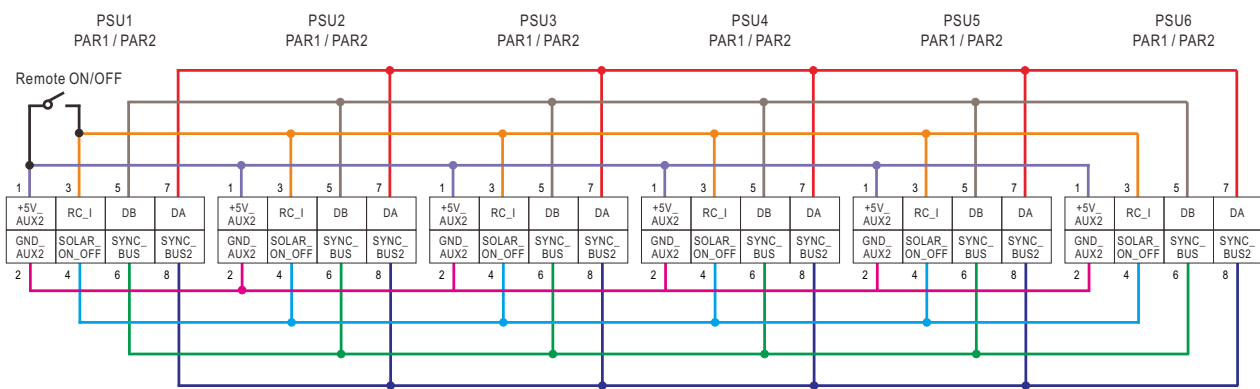 PSU1 PSU2 PSU3 PSU4 PSU5 PSU6
PAR1 / PAR2 PAR1 / PAR2 PAR1 / PAR2 PAR1 / PAR2 PAR1 / PAR2 PAR1 / PAR2
Remote ON/OFF
1 3 5 7 1 3 5 7 1 3 5 7 1 3 5 7 1 3 5 7 1 3 5 7
+5V_ RC_I DB DA +5V_ RC_I DB DA +5V_ RC_I DB DA +5V_ RC_I DB DA +5V_ RC_I DB DA +5V_ RC_I DB DA
AUX2 AUX2 AUX2 AUX2 AUX2 AUX2
GND_ SOLAR_ SYNC_ SYNC_ GND_ SOLAR_ SYNC_ SYNC_ GND_ SOLAR_ SYNC_ SYNC_ GND_ SOLAR_ SYNC_ SYNC_ GND_ SOLAR_ SYNC_ SYNC_ GND_ SOLAR_ SYNC_ SYNC_
AUX2 ON_OFF BUS BUS2 AUX2 ON_OFF BUS BUS2 AUX2 ON_OFF BUS BUS2 AUX2 ON_OFF BUS BUS2 AUX2 ON_OFF BUS BUS2 AUX2 ON_OFF BUS BUS2
2 4 6 8 2 4 6 8 2 4 6 8 2 4 6 8 2 4 6 8 2 4 6 8